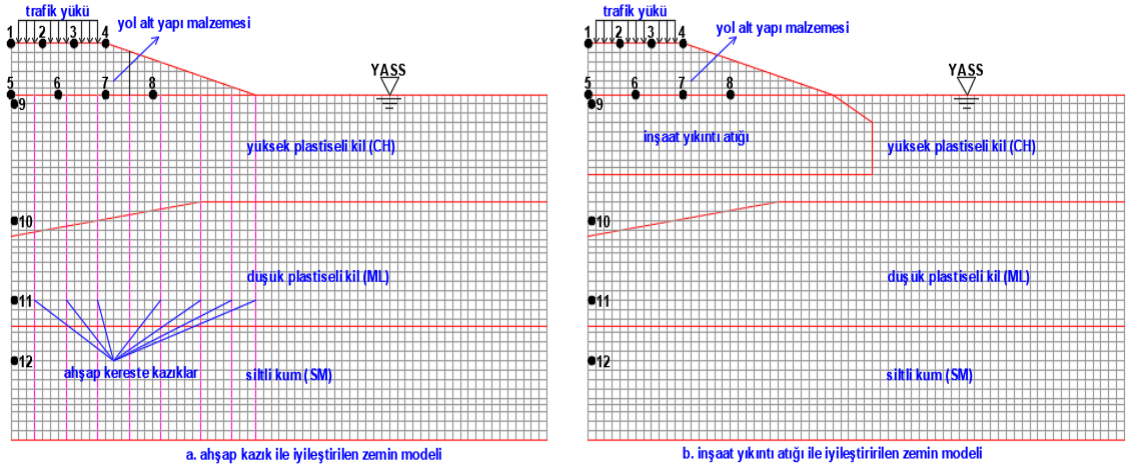 trafik yükü
1 2 3 4
yol alt yapı malzemesi
YASS
5 6 7 8
9
yüksek plastiseli kil (CH)
10
düşük plastiseli kil (ML)
11
12
ahşap kereste kazıklar
siltli kum (SM)
a. ahşap kazık ile iyileştirilen zemin modeli
trafik yükü
1 2 3 4
yol alt yapı malzemesi
YASS
5 6 7 8
9
inşaat yıkıntı atığı
yüksek plastiseli kil (CH)
10
düşük plastiseli kil (ML)
11
12
siltli kum (SM)
b. inşaat yıkıntı atığı ile iyileştiririlen zemin modeli